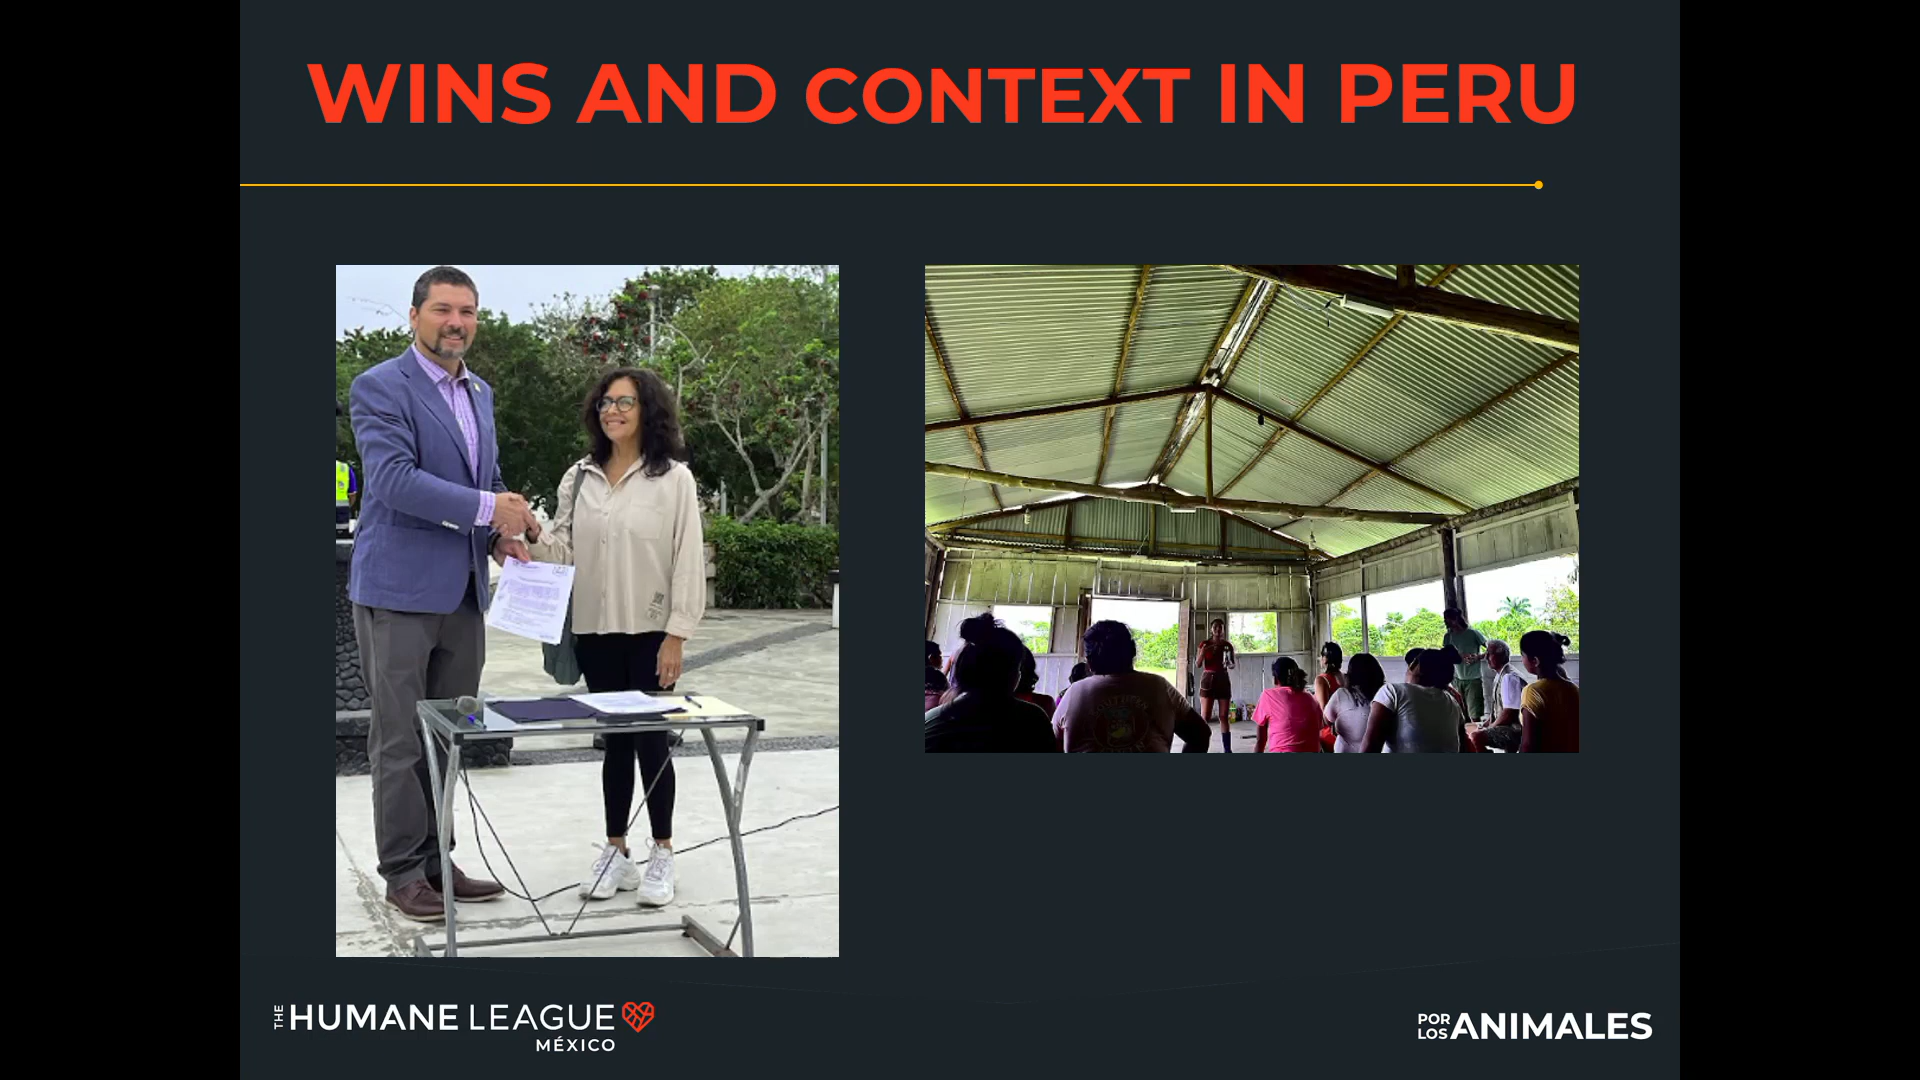 WINS AND CONTEXT IN PERU
THE HUMANE LEAGUE
MÉXICO
POR
LOS ANIMALES